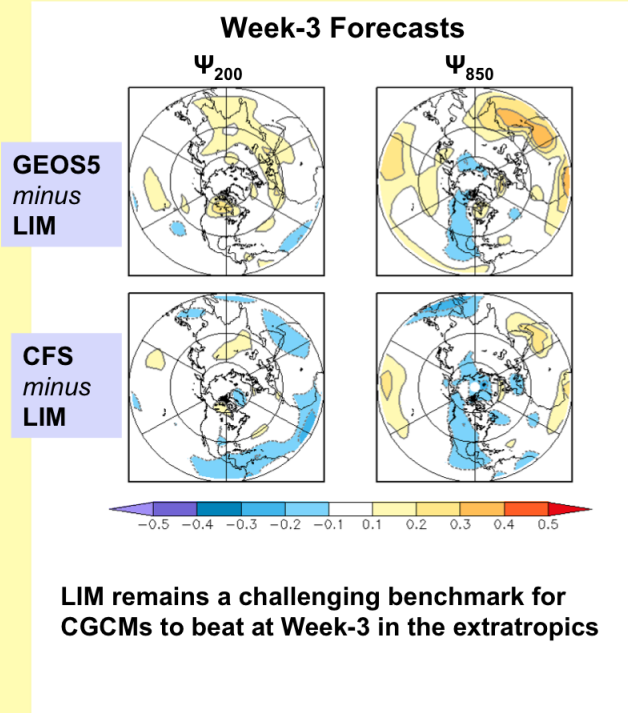 Week-3 Forecasts
Ψ200 Ψ850
GEOS5
minus
LIM
CFS
minus
LIM
−0.5 −0.4 −0.3 −0.2 −0.1 0.1 0.2 0.3 0.4 0.5
LIM remains a challenging benchmark for
CGCMs to beat at Week-3 in the extratropics